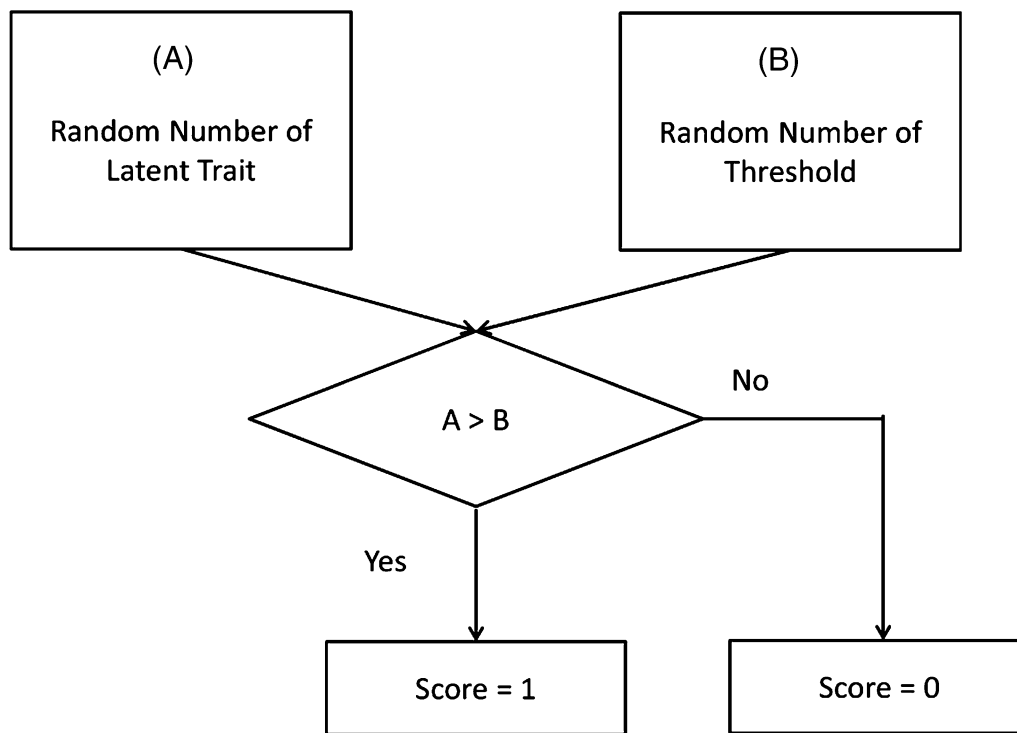 (A)
Random Number of
Latent Trait
(B)
Random Number of
Threshold
A > B
No
Yes
Score = 1
Score = 0